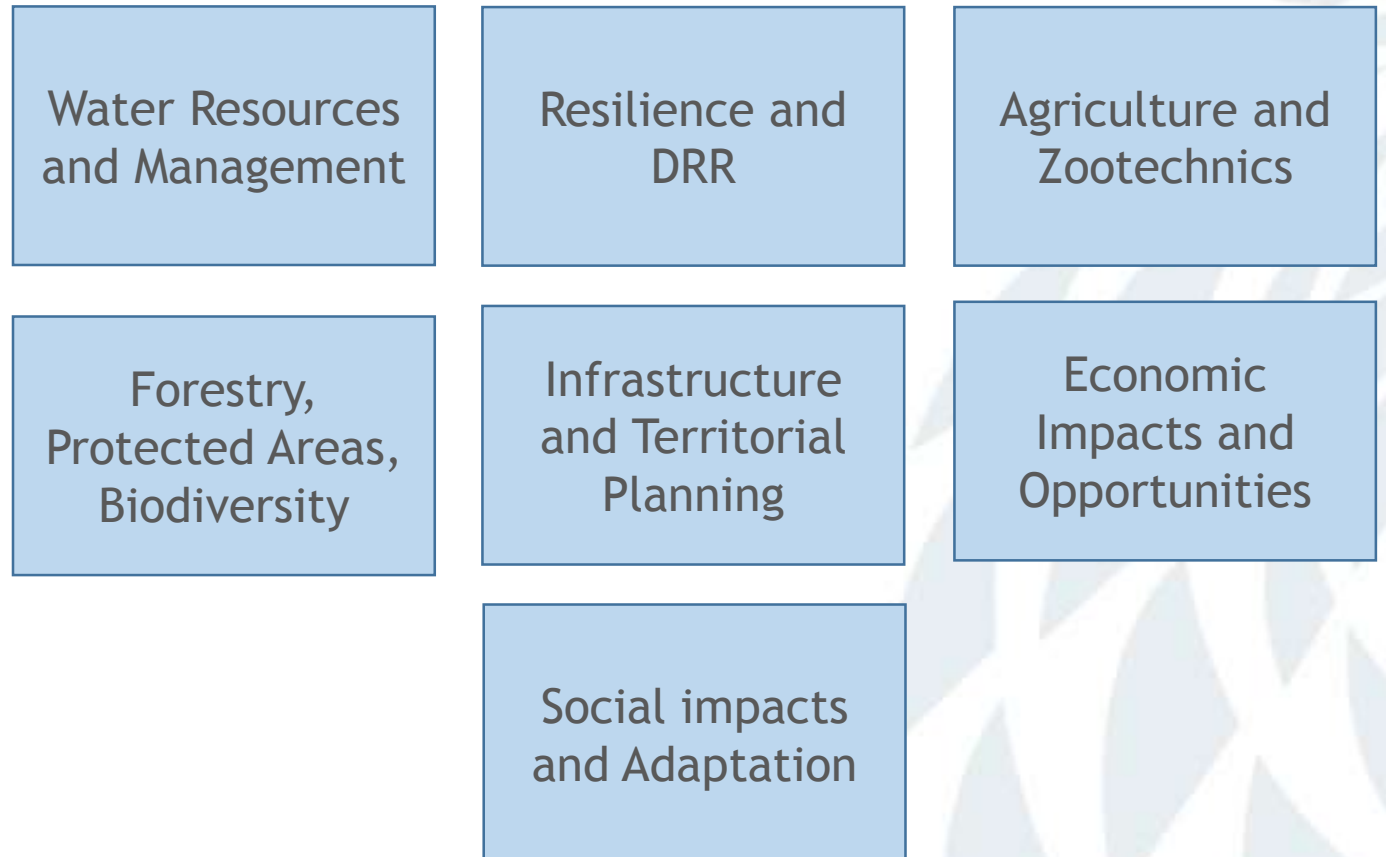 Water Resources
and Management
Resilience and
DRR
Agriculture and
Zootechnics
Forestry,
Protected Areas,
Biodiversity
Infrastructure
and Territorial
Planning
Economic
Impacts and
Opportunities
Social impacts
and Adaptation